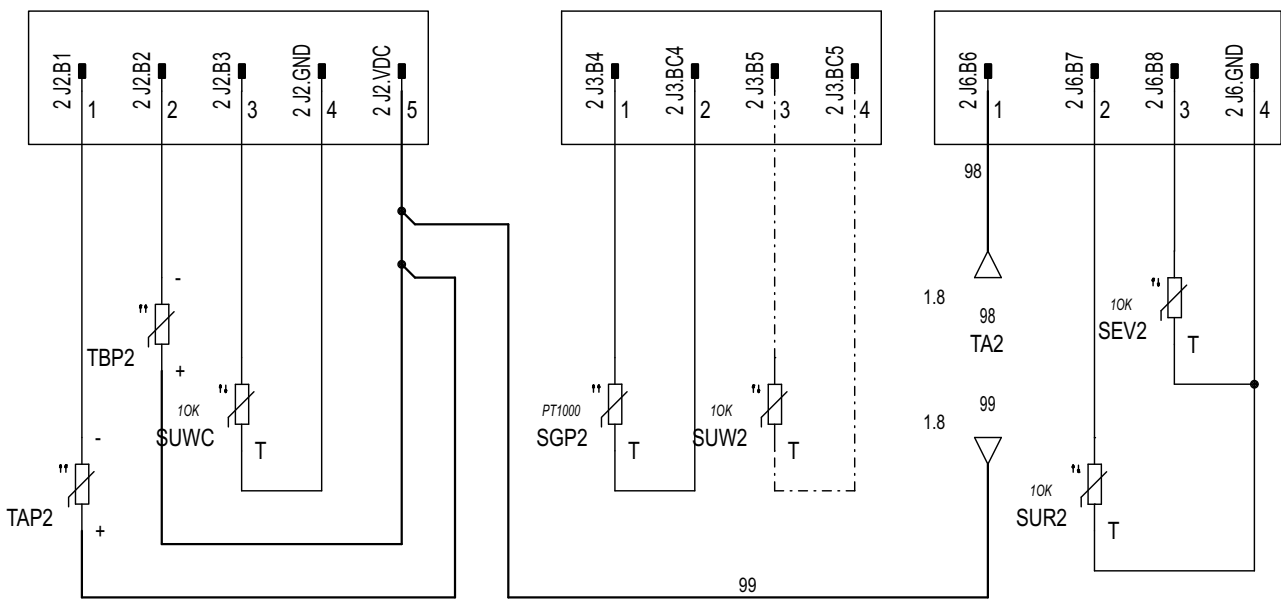 2 J2.B1
1
2 J2.B2
2
2 J2.B3
3
2 J2.GND
4
2 J2.VDC
5
2 J3.B4
1
2 J3.BC4
2
2 J3.B5
3
2 J3.BC5
4
2 J6.B6
1
2 J6.B7
2
2 J6.B8
3
2 J6.GND
4
98
-
TBP2
+
1.8
98
TA2
10K
SEV2
T
10K
SUWC
T
PT1000
SGP2
T
10K
SUW2
T
99
1.8
-
TAP2
+
10K
SUR2
T
99